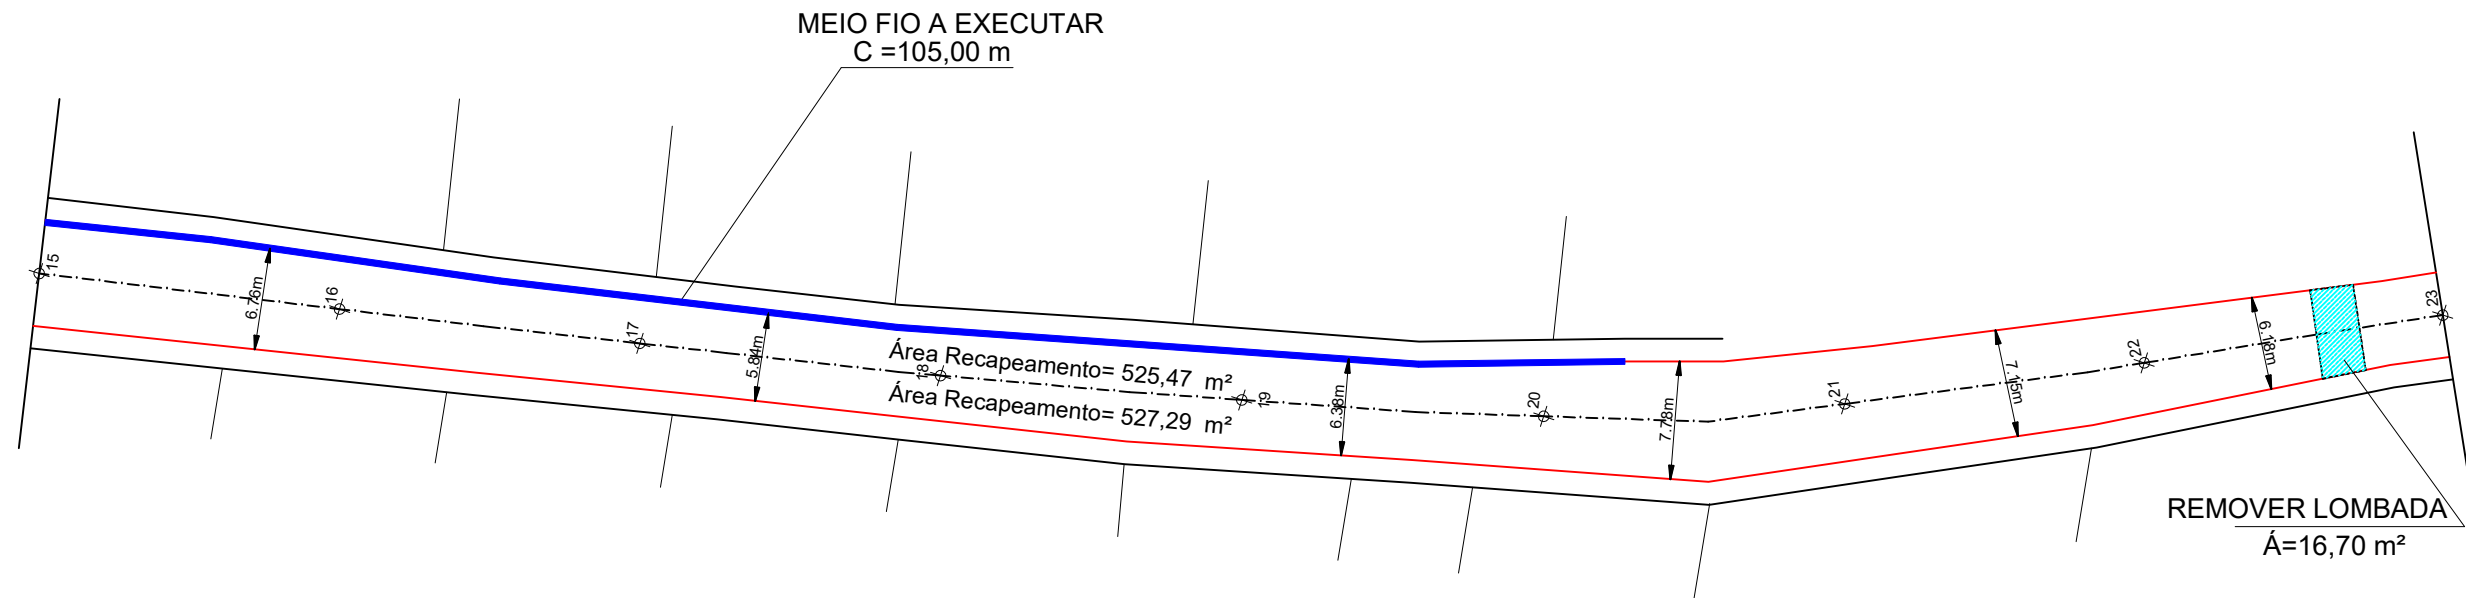 MEIO FIO A EXECUTAR
C =105,00 m
15
6.76m
16
17
5.84m
18
Área Recapeamento= 525,47 m²
Área Recapeamento= 527,29 m²
19
6.38m
20
7.78m
21
7.15m
22
6.18m
23
REMOVER LOMBADA
Á=16,70 m²